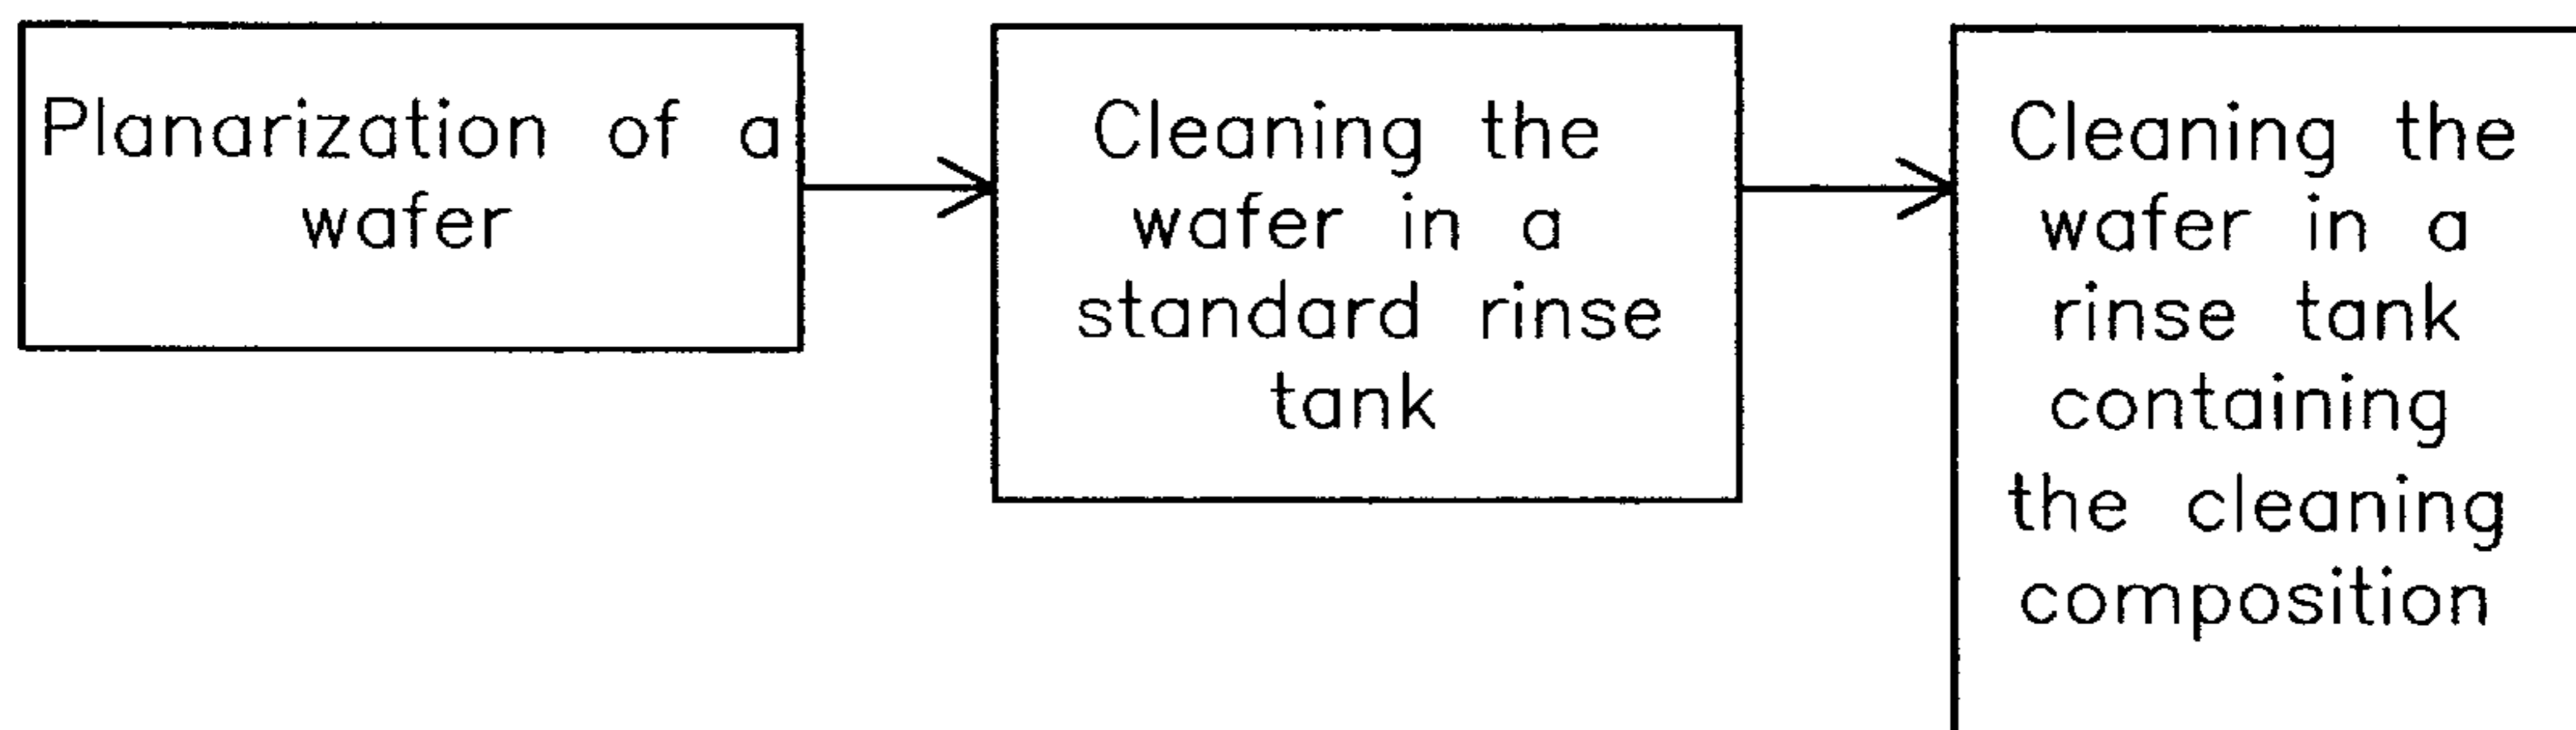 Planarization of a
wafer
Cleaning the
wafer in a
standard rinse
tank
Cleaning the
wafer in a
rinse tank
containing
the cleaning
composition